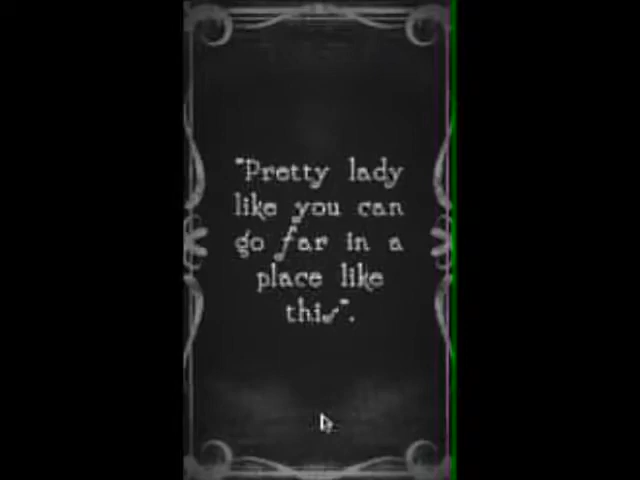 "Pretty lady
like you can
go far in a
place like
this".